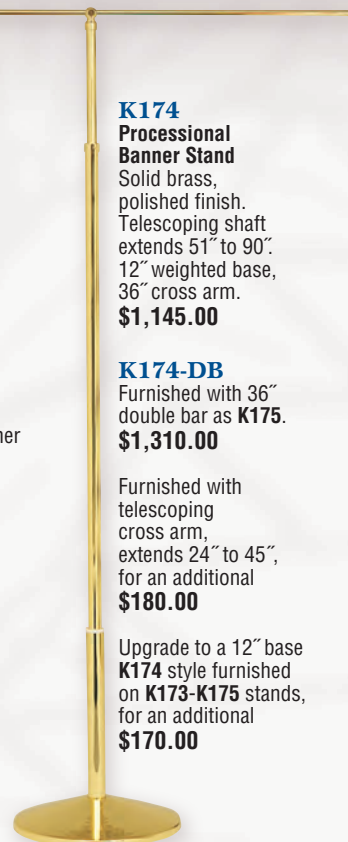 K174
Processional
Banner Stand
Solid brass,
polished finish.
Telescoping shaft
extends 51˝ to 90˝.
12˝ weighted base,
36˝ cross arm.
$1,145.00
K174-DB
Furnished with 36˝
double bar as K175.
$1,310.00
Furnished with
telescoping
cross arm,
extends 24˝ to 45˝,
for an additional
$180.00
Upgrade to a 12˝ base
K174 style furnished
on K173-K175 stands,
for an additional
$170.00